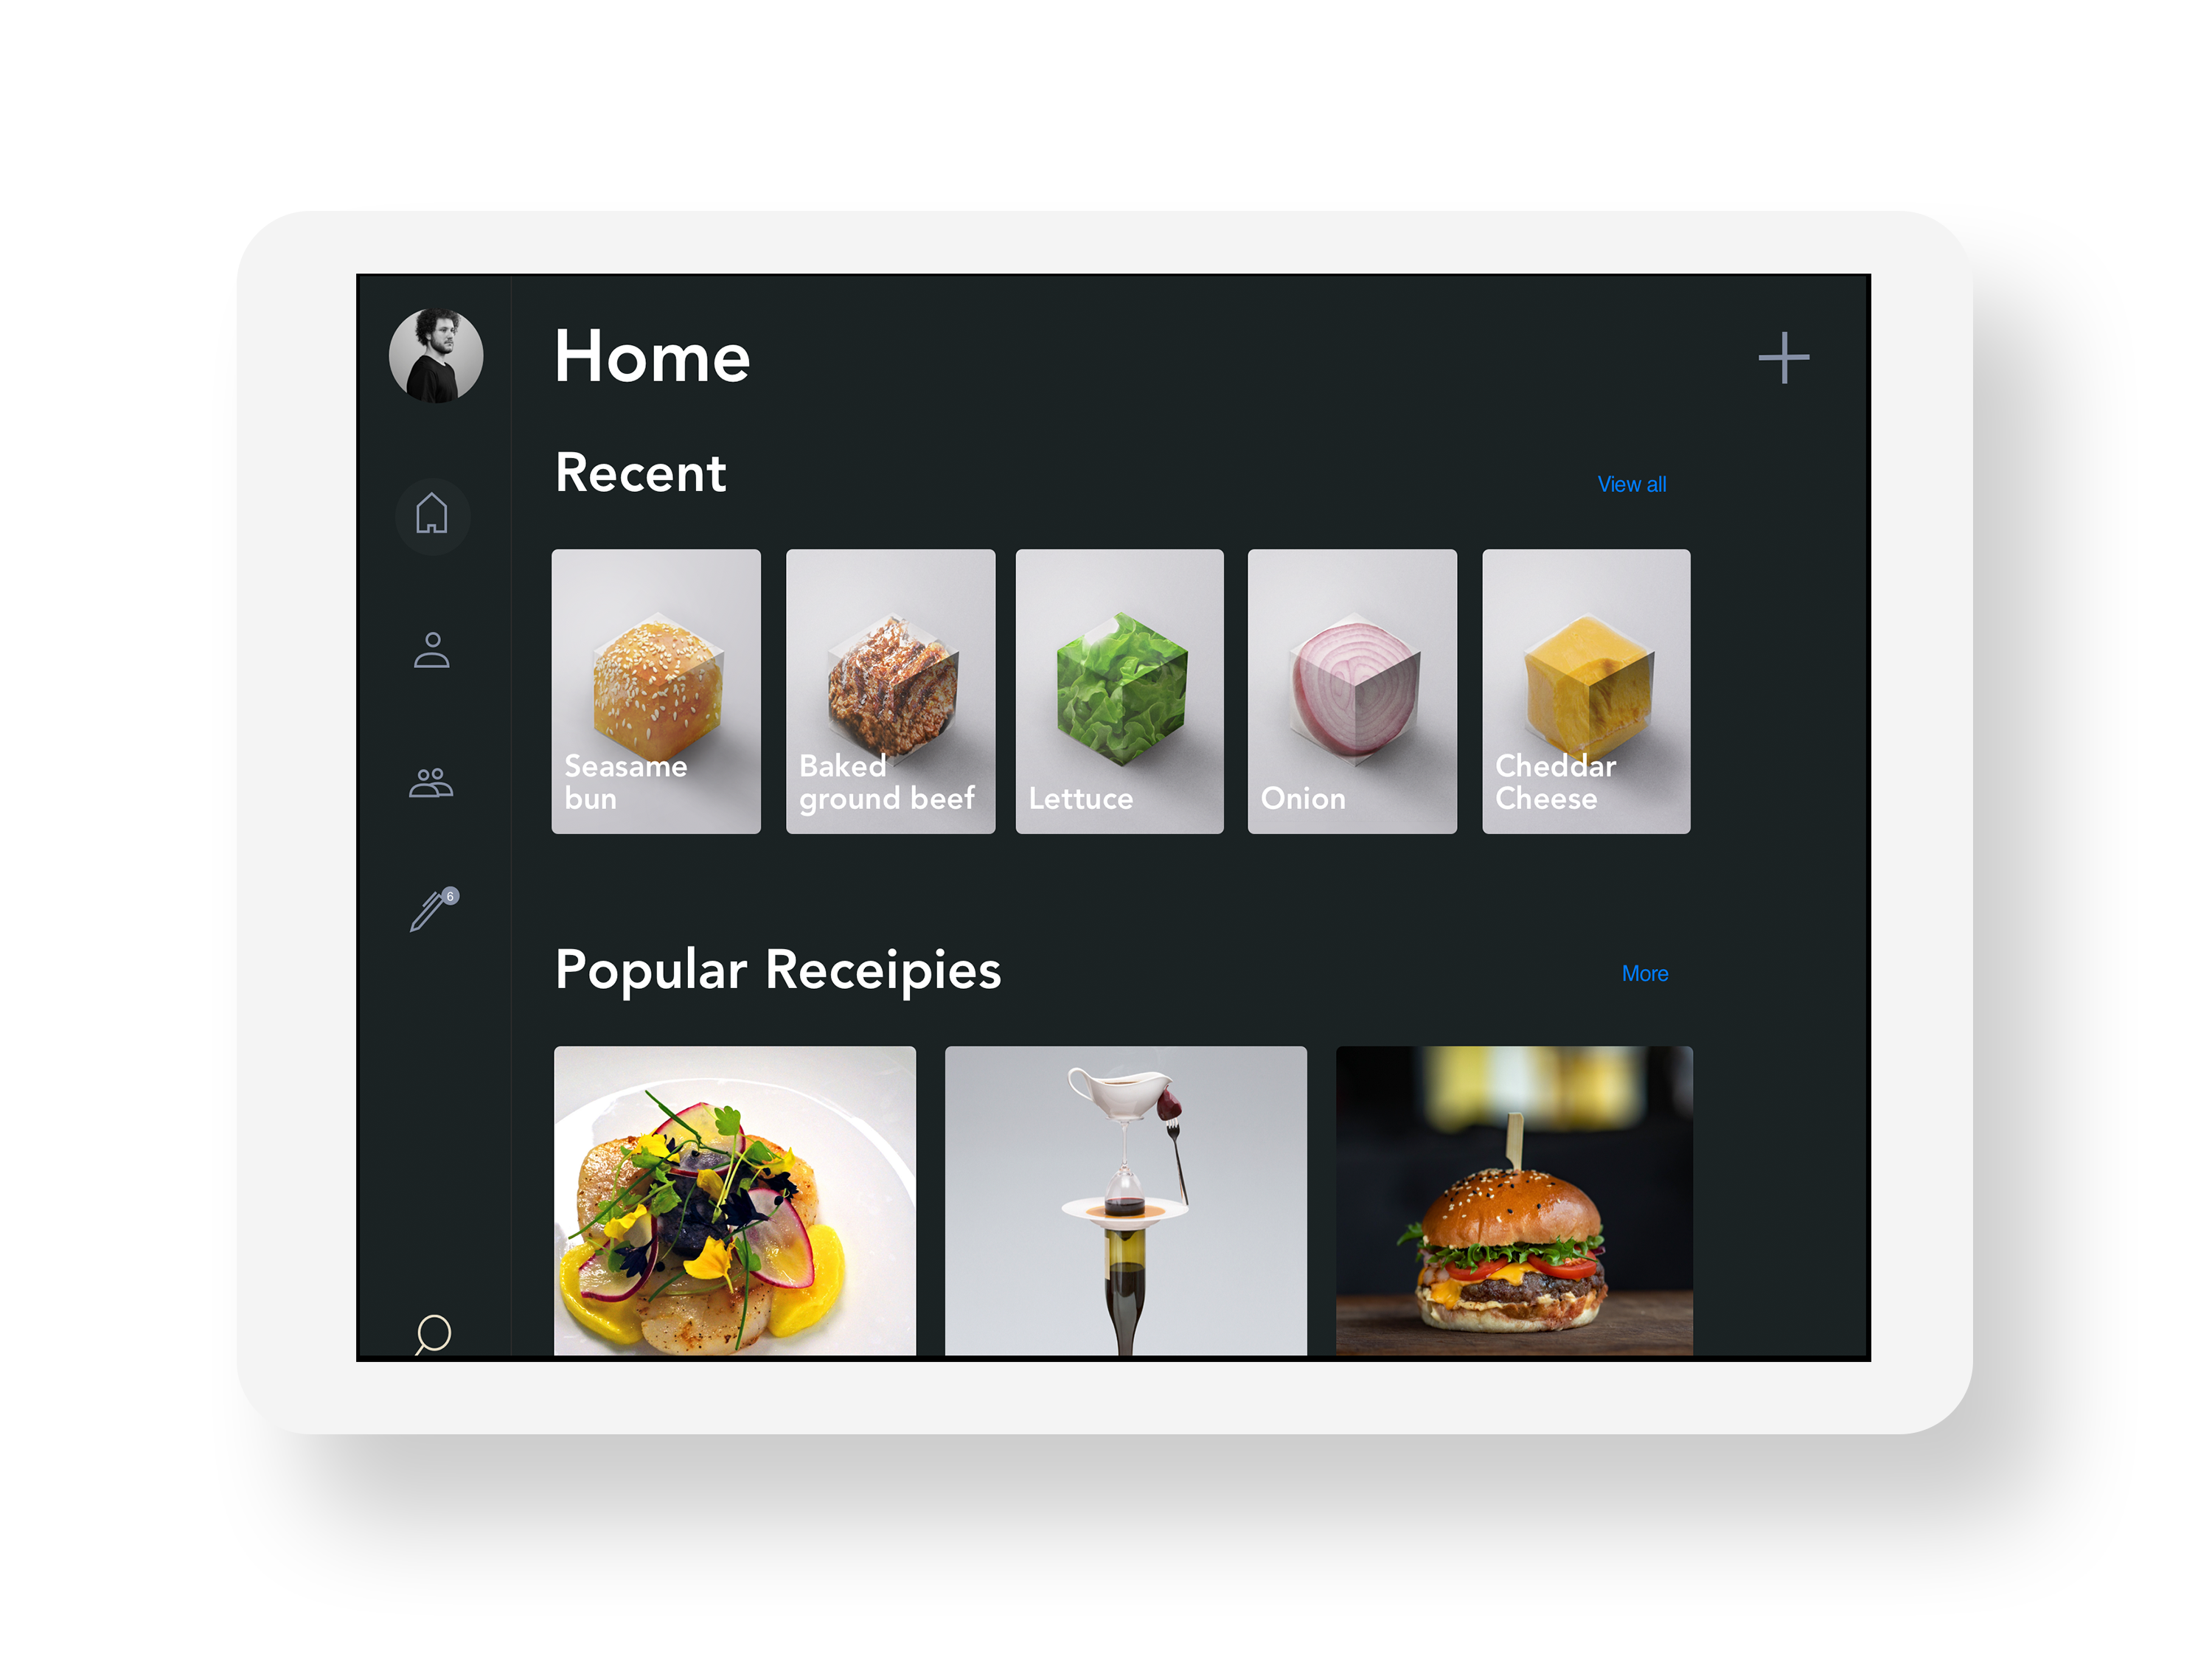 Home
Recent
View all
Seasame
bun
Baked
ground beef
Lettuce
Onion
Cheddar
Cheese
6
Popular Receipies
More